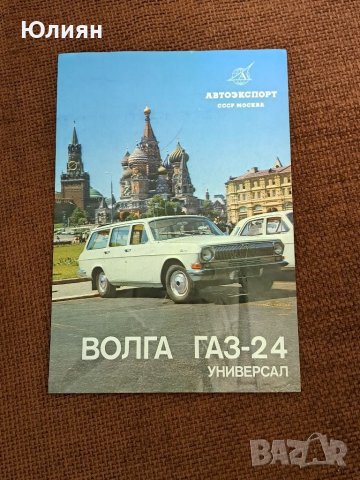 Юлиян
АВТОЭКСПОРТ
СССР МОСКВА
ВОЛГА ГАЗ-24
УНИВЕРСАЛ
BAZAR